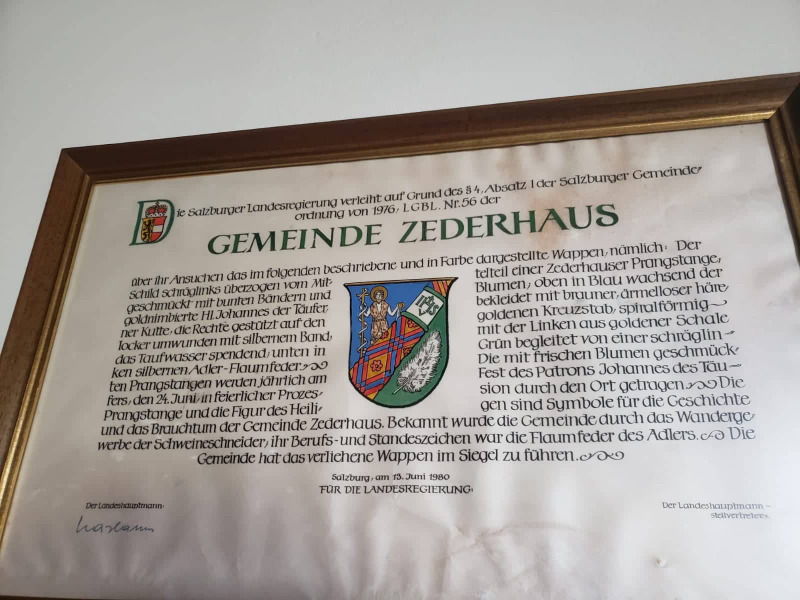 Die Salzburger Landesregierung verleiht auf Grund des § 4, Absatz 1 der Salzburger Gemeinde-
ordnung von 1976, LGBL. Nr. 56 der
GEMEINDE ZEDERHAUS
über ihr Ansuchen das im folgenden beschriebene und in Farbe dargestellte Wappen, nämlich: Der
Schild schräglinks überzogen vom Mit- telteil einer Zederhauser Prangstange,
geschmückt mit bunten Bändern und Blumen; oben in Blau wachsend der
goldnimbierte Hl. Johannes der Täufer, bekleidet mit brauner, ärmelloser häre-
ner Kutte, die Rechte gestützt auf den goldenen Kreuzstab, spiralförmig
locker umwunden mit silbernem Band, mit der Linken aus goldener Schale
das Taufwasser spendend; unten in Grün begleitet von einer schräglin-
ken silbernen Adler-Flaumfeder. Die mit frischen Blumen geschmück-
ten Prangstangen werden jährlich am Fest des Patrons Johannes des Täu-
fers, den 24. Juni, in feierlicher Prozes- sion durch den Ort getragen. Die
Prangstange und die Figur des Heili- gen sind Symbole für die Geschichte
und das Brauchtum der Gemeinde Zederhaus. Bekannt wurde die Gemeinde durch das Wanderge-
werbe der Schweineschneider; ihr Berufs- und Standeszeichen war die Flaumfeder des Adlers. Die
Gemeinde hat das verliehene Wappen im Siegel zu führen.
Salzburg, am 13. Juni 1980
FÜR DIE LANDESREGIERUNG:
Der Landeshauptmann:
Der Landeshauptmann-
stellvertreter: